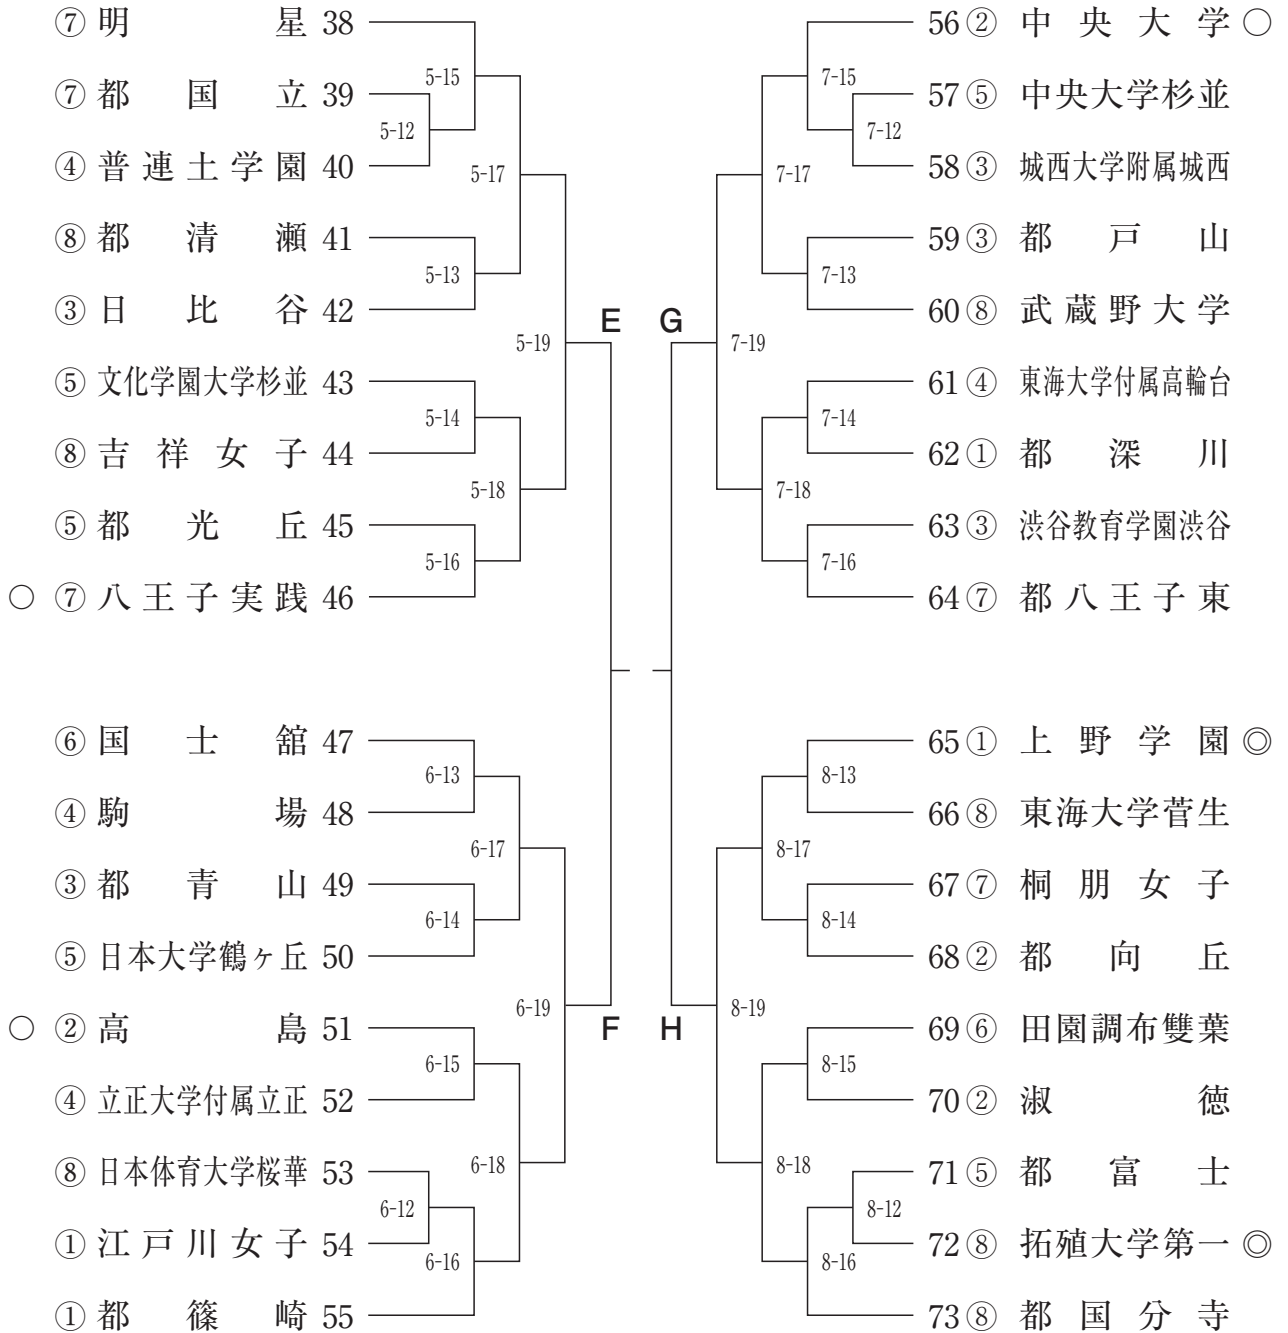 ⑦ 明星 38
5-15
⑦ 都国立 39
5-12
④ 普連土学園 40
5-17
⑧ 都清瀬 41
5-13
③ 日比谷 42
5-19
E
⑤ 文化学園大学杉並 43
5-14
⑧ 吉祥女子 44
5-18
⑤ 都光丘 45
5-16
○ ⑦ 八王子実践 46
⑥ 国士舘 47
6-13
④ 駒場 48
6-17
③ 都青山 49
6-14
⑤ 日本大学鶴ヶ丘 50
6-19
F
○ ② 高島 51
6-15
④ 立正大学付属立正 52
6-18
⑧ 日本体育大学桜華 53
6-12
① 江戸川女子 54
6-16
① 都篠崎 55
56 ② 中央大学 ○
7-15
57 ⑤ 中央大学杉並
7-12
58 ③ 城西大学附属城西
7-17
59 ③ 都戸山
7-13
60 ⑧ 武蔵野大学
G
7-19
61 ④ 東海大学付属高輪台
7-14
62 ① 都深川
7-18
63 ③ 渋谷教育学園渋谷
7-16
64 ⑦ 都八王子東
65 ① 上野学園 ◎
8-13
66 ⑧ 東海大学菅生
8-17
67 ⑦ 桐朋女子
8-14
68 ② 都向丘
H
8-19
69 ⑥ 田園調布雙葉
8-15
70 ② 淑徳
8-18
71 ⑤ 都富士
8-12
72 ⑧ 拓殖大学第一 ◎
8-16
73 ⑧ 都国分寺